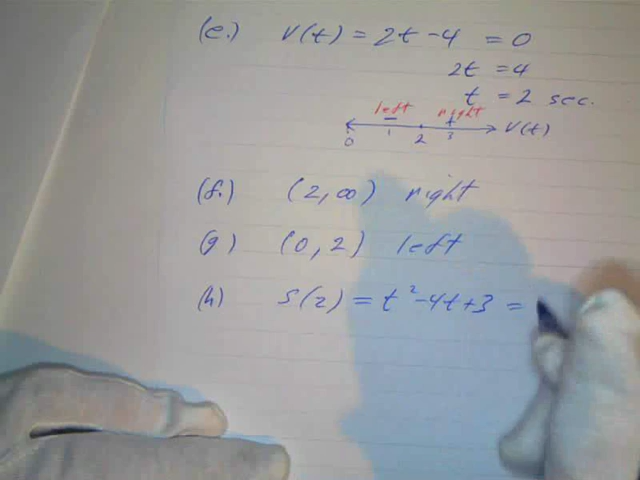 (e.) V(t) = 2t - 4 = 0
2t = 4
t = 2 sec.
left right
- +
0 1 2 3 V(t)
(f.) (2, ∞) right
(g) (0, 2) left
(h) S(2) = t² - 4t + 3 =